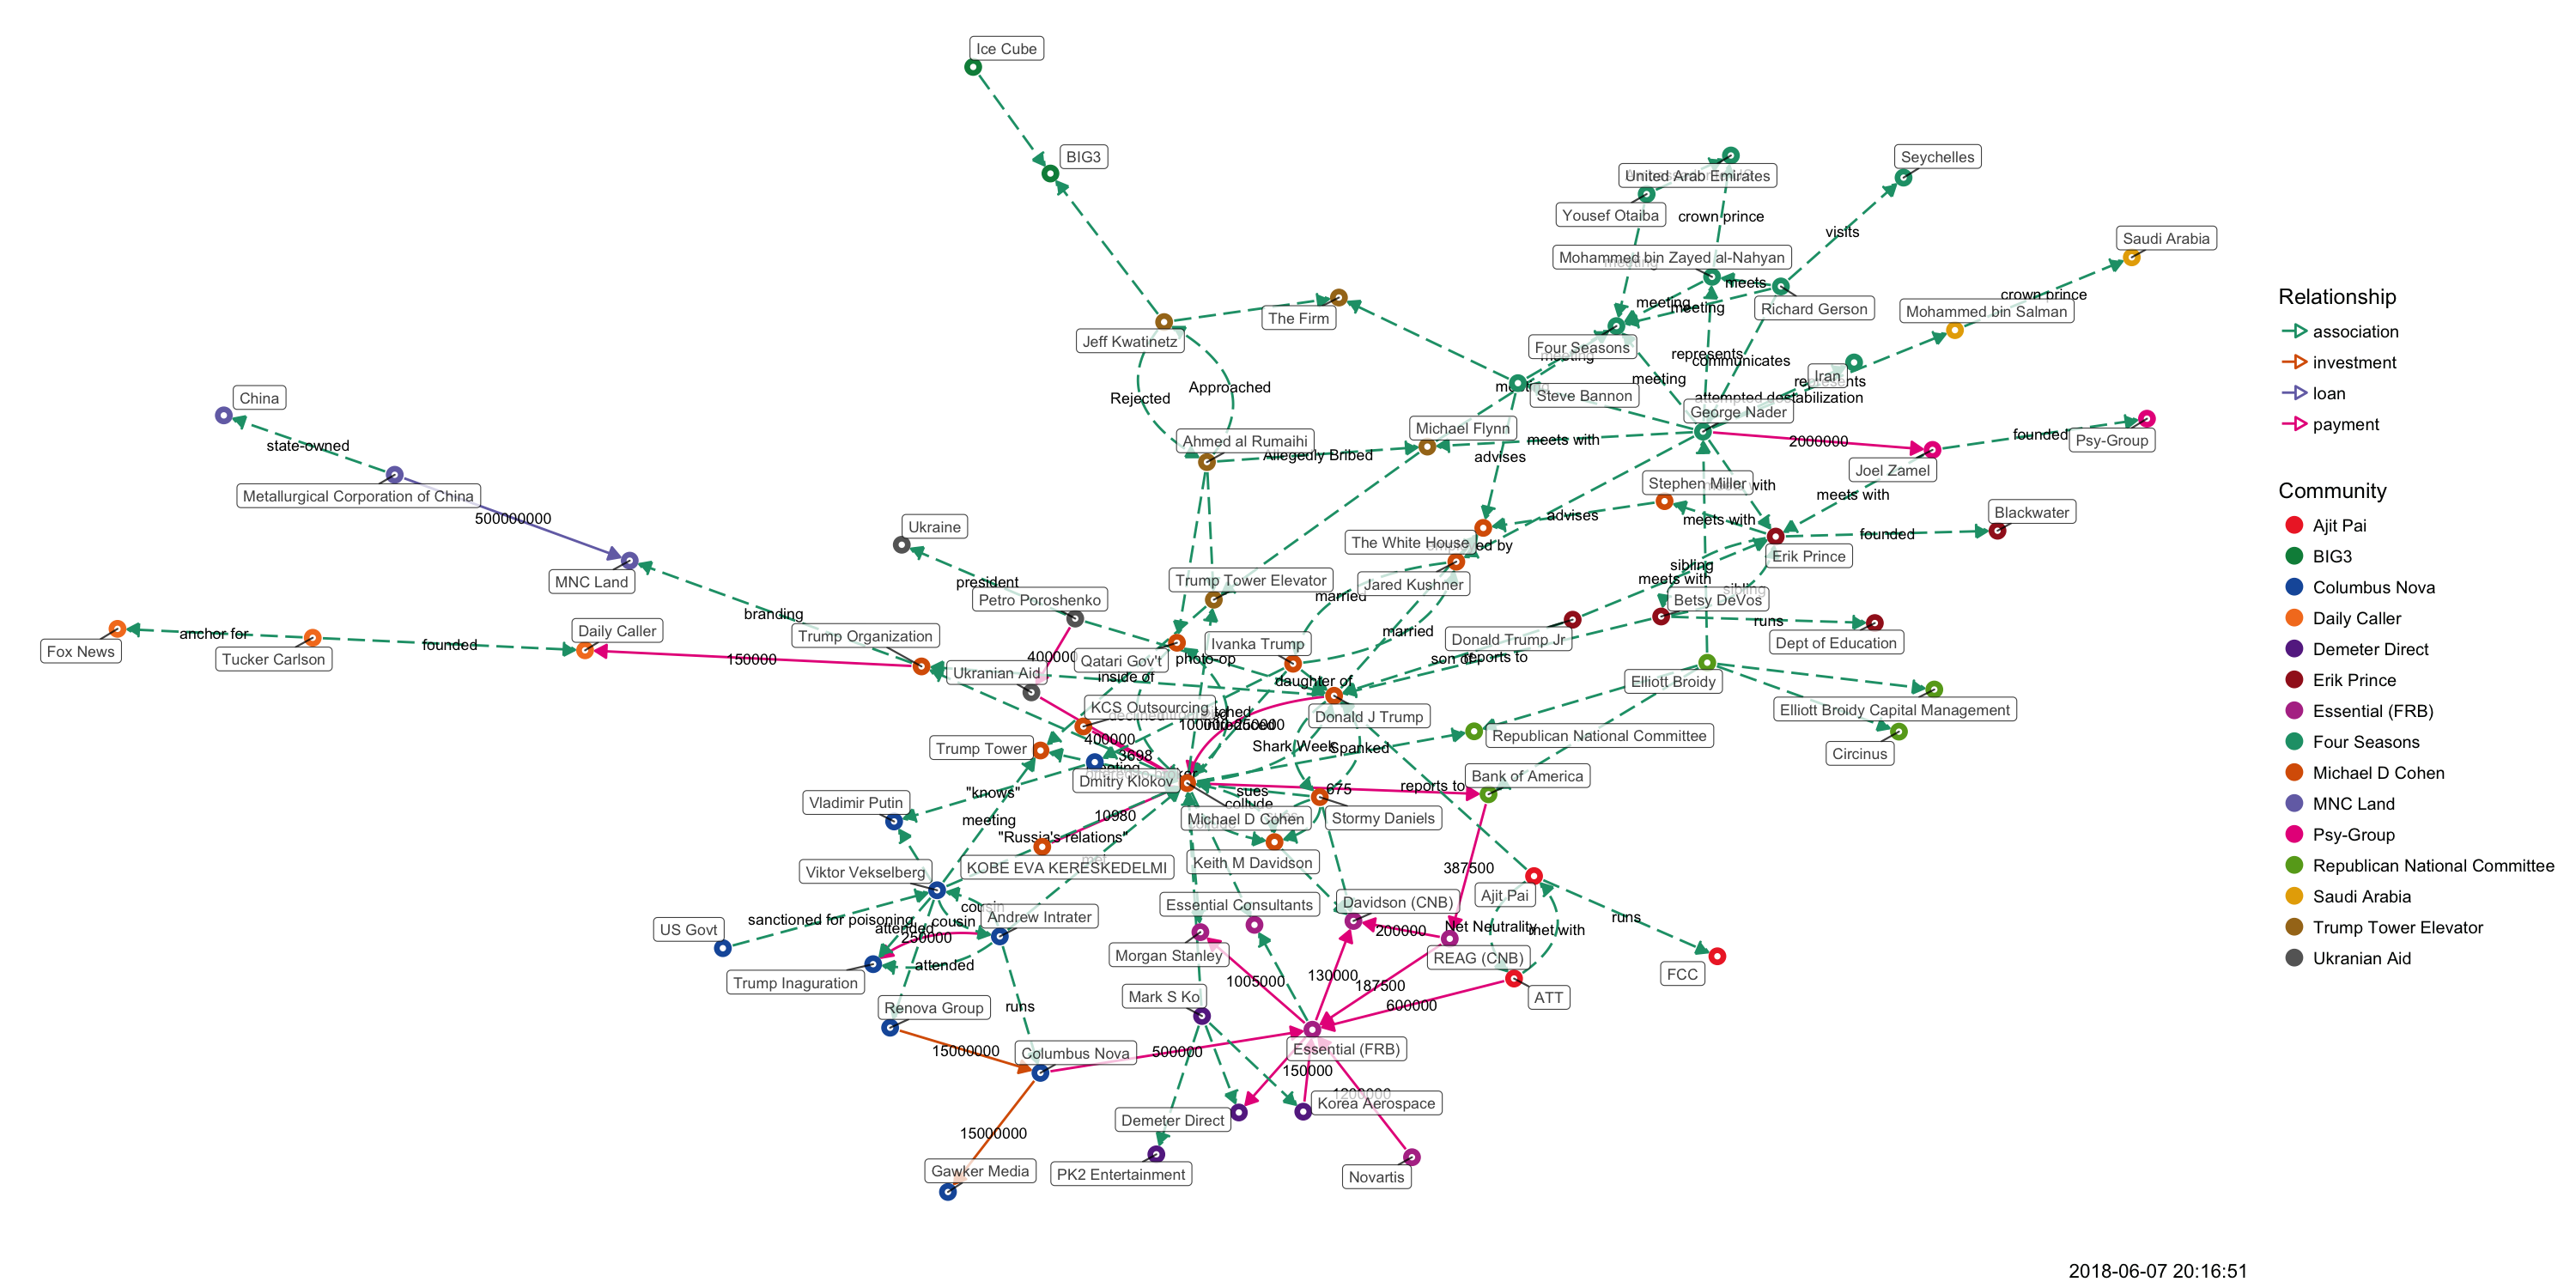 Ice Cube
BIG3
United Arab Emirates
Seychelles
Yousef Otaiba
crown prince
visits
Saudi Arabia
Mohammed bin Zayed al-Nahyan
meeting
meets
crown prince
meeting
meeting
Richard Gerson
Mohammed bin Salman
The Firm
Jeff Kwatinetz
Four Seasons
meeting
represents
communicates
Iran
represents
meeting
Approached
meeting
Rejected
Steve Bannon
attempted destabilization
George Nader
China
state-owned
Michael Flynn
Ahmed al Rumaihi
meets with
2000000
founded
Psy-Group
Allegedly Bribed
advises
Joel Zamel
Metallurgical Corporation of China
500000000
Stephen Miller
with
meets with
Blackwater
advises
meets with
founded
Ukraine
The White House
ed by
Erik Prince
sibling
MNC Land
president
Trump Tower Elevator
Jared Kushner
meets with
sibling
Petro Poroshenko
married
Betsy DeVos
branding
runs
Daily Caller
anchor for
founded
Trump Organization
Ivanka Trump
married
Donald Trump Jr
Dept of Education
Fox News
Tucker Carlson
150000
400000
Qatari Gov't
photo-op
son of
reports to
Ukranian Aid
inside of
daughter of
Elliott Broidy
KCS Outsourcing
Donald J Trump
Elliott Broidy Capital Management
400000
Shark Week
Spanked
Republican National Committee
Circinus
Trump Tower
3698
meeting
Dmitry Klokov
Bank of America
"knows"
sues
675
reports to
Vladimir Putin
collude
10980
meeting
Michael D Cohen
Stormy Daniels
"Russia's relations"
met
Keith M Davidson
KOBE EVA KERESKEDELMI
Viktor Vekselberg
387500
Ajit Pai
cousin
Essential Consultants
Davidson (CNB)
US Govt
sanctioned for poisoning
cousin
Andrew Intrater
runs
attended
250000
200000
Net Neutrality
met with
Morgan Stanley
REAG (CNB)
attended
FCC
Trump Inaguration
1005000
130000
187500
Mark S Ko
ATT
Renova Group
runs
600000
15000000
Columbus Nova
500000
Essential (FRB)
150000
1200000
Korea Aerospace
Demeter Direct
15000000
Gawker Media
PK2 Entertainment
Novartis
Relationship
association
investment
loan
payment
Community
Ajit Pai
BIG3
Columbus Nova
Daily Caller
Demeter Direct
Erik Prince
Essential (FRB)
Four Seasons
Michael D Cohen
MNC Land
Psy-Group
Republican National Committee
Saudi Arabia
Trump Tower Elevator
Ukranian Aid
2018-06-07 20:16:51